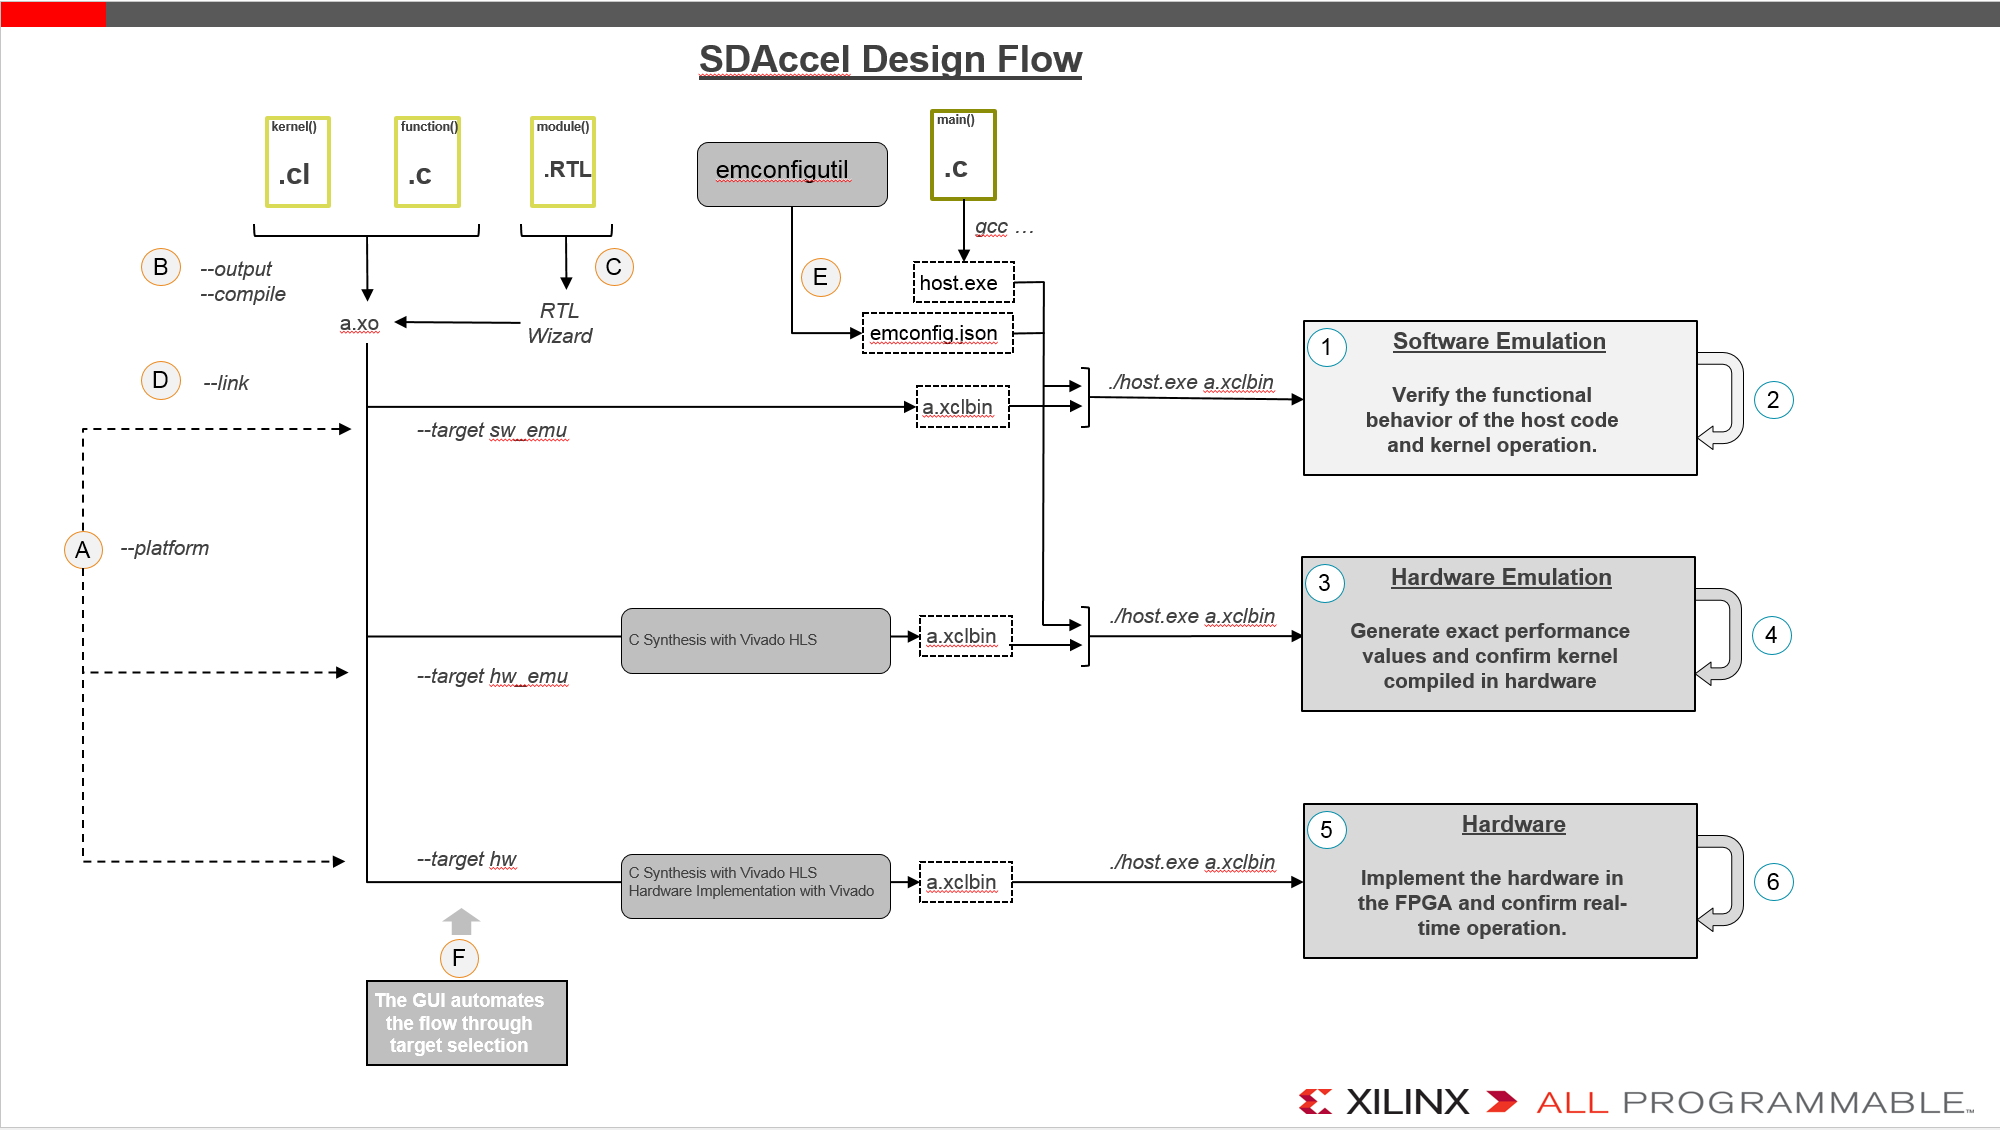 SDAccel Design Flow
kernel()
.cl
function()
.c
module()
.RTL
emconfigutil
main()
.c
gcc …
B
--output
--compile
C
E
host.exe
a.xo
RTL
Wizard
emconfig.json
D
--link
a.xclbin
./host.exe a.xclbin
--target sw_emu
1
Software Emulation
Verify the functional
behavior of the host code
and kernel operation.
2
A
--platform
C Synthesis with Vivado HLS
a.xclbin
./host.exe a.xclbin
--target hw_emu
3
Hardware Emulation
Generate exact performance
values and confirm kernel
compiled in hardware
4
--target hw
C Synthesis with Vivado HLS
Hardware Implementation with Vivado
a.xclbin
./host.exe a.xclbin
5
Hardware
Implement the hardware in
the FPGA and confirm real-
time operation.
6
F
The GUI automates
the flow through
target selection
XILINX ALL PROGRAMMABLE™